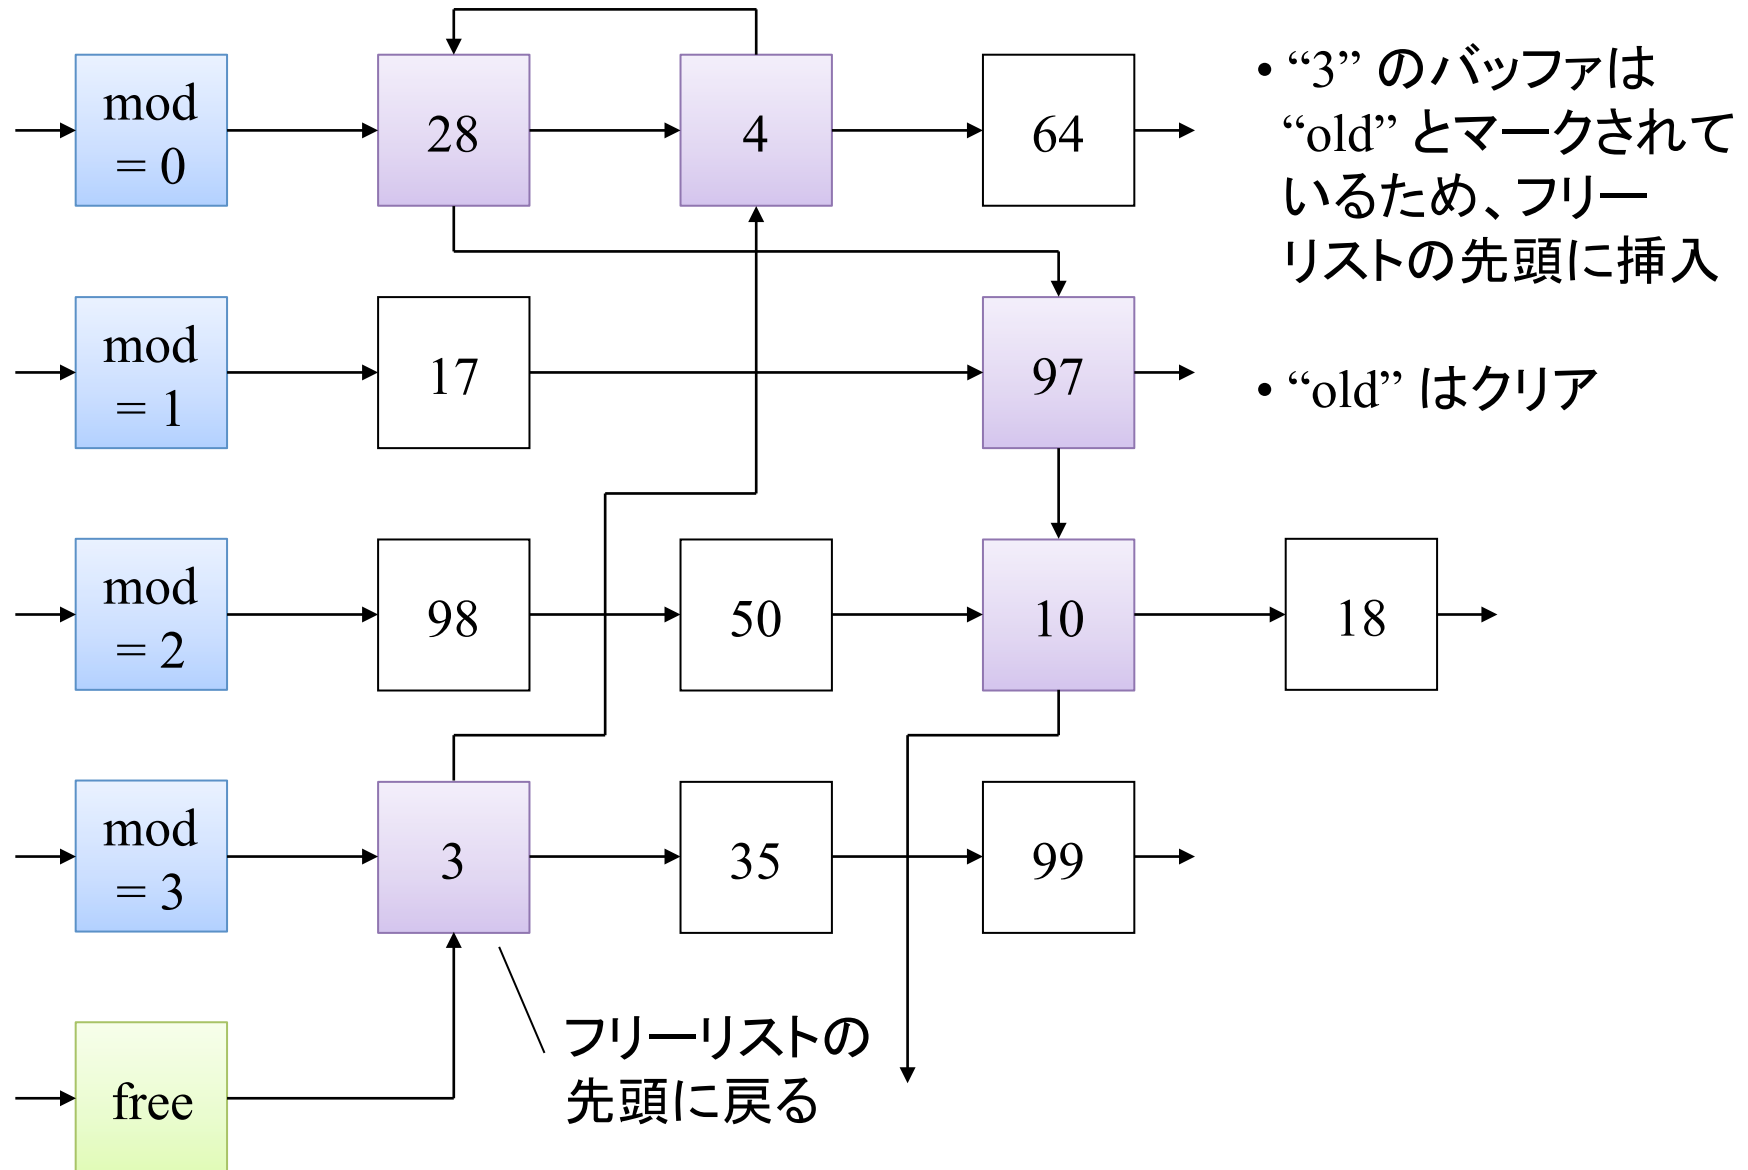 mod
= 0
28
4
64
• “3” のバッファは
“old” とマークされて
いるため、フリー
リストの先頭に挿入
mod
= 1
17
97
• “old” はクリア
mod
= 2
98
50
10
18
mod
= 3
3
35
99
free
フリーリストの
先頭に戻る